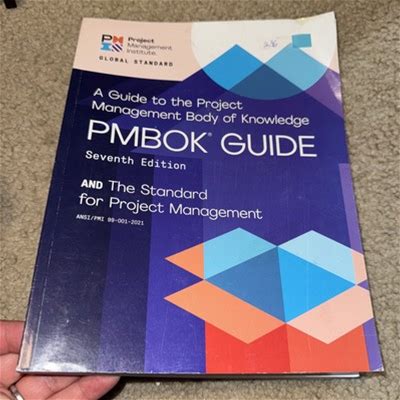 PMI
Project
Management
Institute.
GLOBAL STANDARD
A Guide to the Project
Management Body of Knowledge
PMBOK® GUIDE
Seventh Edition
AND The Standard
for Project Management
ANSI/PMI 99-001-2021